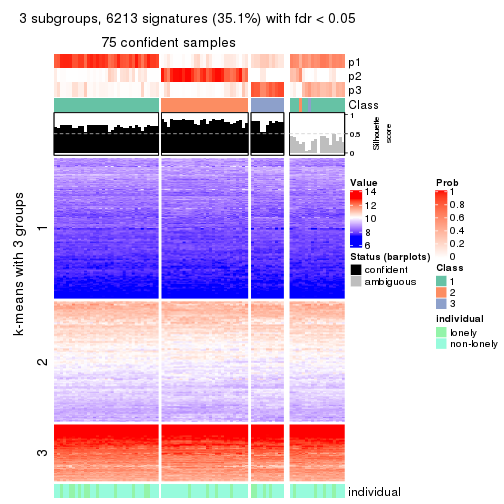 3 subgroups, 6213 signatures (35.1%) with fdr < 0.05
75 confident samples
p1
p2
p3
Class
1
0.5
0
Silhouette
score
k-means with 3 groups
1
2
3
individual
Value
14
12
10
8
6
Status (barplots)
confident
ambiguous
Prob
1
0.8
0.6
0.4
0.2
0
Class
1
2
3
individual
lonely
non-lonely